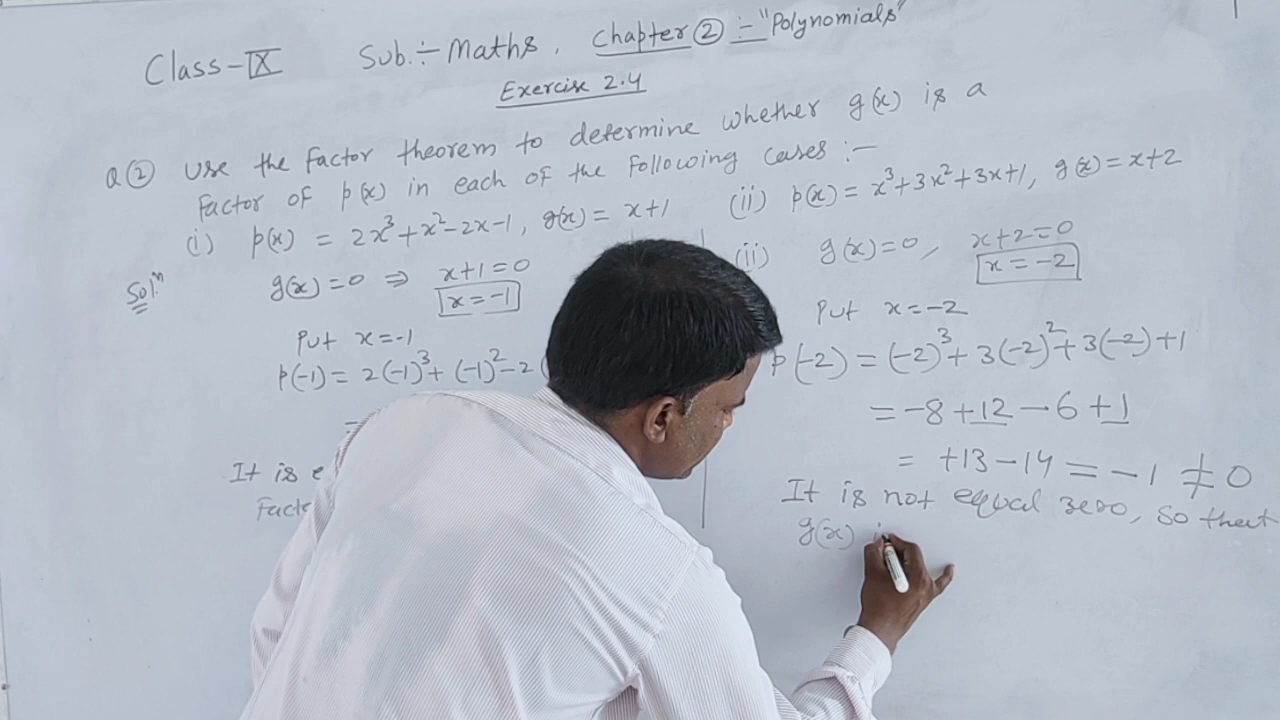 Class-IX Sub.:- Maths, Chapter ② :- "Polynomials"
Exercise 2.4
Q② Use the Factor theorem to determine whether g(x) is a
Factor of p(x) in each of the Following cases :-
(i) p(x) = 2x³+x²-2x-1, g(x) = x+1 (ii) p(x) = x³+3x²+3x+1, g(x) = x+2
Solⁿ g(x)=0 ⇒ x+1=0
x=-1
Put x=-1
p(-1) = 2(-1)³+(-1)²-2
=
It is
Fact
(ii) g(x)=0, x+2=0
x=-2
Put x=-2
p(-2) = (-2)³+3(-2)²+3(-2)+1
= -8+12-6+1
= +13-14 = -1 ≠ 0
It is not equal zero, so that
g(x) i